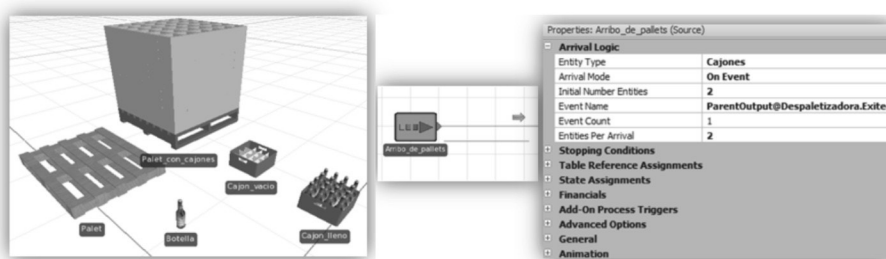 Palet_con_cajones
Cajon_vacio
Palet
Botella
Cajon_lleno
Arribo_de_pallets
Properties: Arribo_de_pallets (Source)
Arrival Logic
Entity Type Cajones
Arrival Mode On Event
Initial Number Entities 2
Event Name ParentOutput@Despaletizadora.Exite
Event Count 1
Entities Per Arrival 2
Stopping Conditions
Table Reference Assignments
State Assignments
Financials
Add-On Process Triggers
Advanced Options
General
Animation